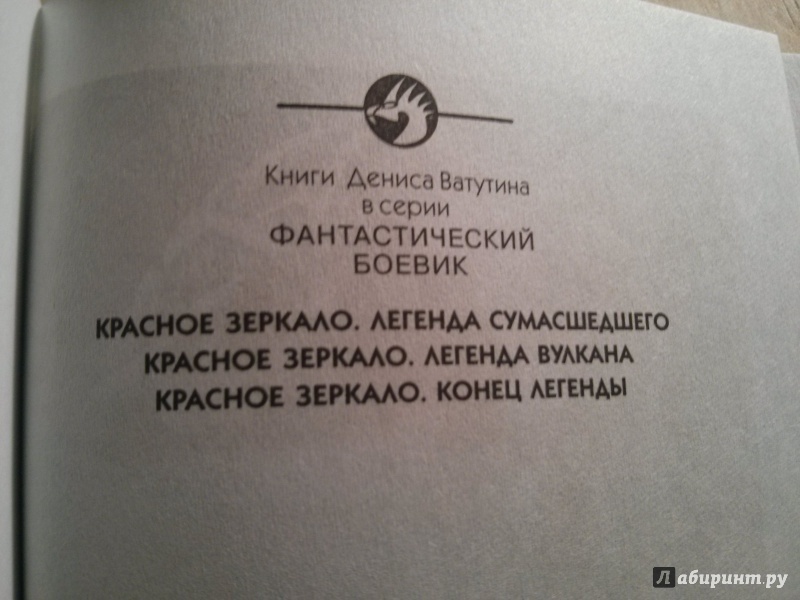 Книги Дениса Ватутина
в серии
ФАНТАСТИЧЕСКИЙ
БОЕВИК
КРАСНОЕ ЗЕРКАЛО. ЛЕГЕНДА СУМАСШЕДШЕГО
КРАСНОЕ ЗЕРКАЛО. ЛЕГЕНДА ВУЛКАНА
КРАСНОЕ ЗЕРКАЛО. КОНЕЦ ЛЕГЕНДЫ
Лабиринт.ру